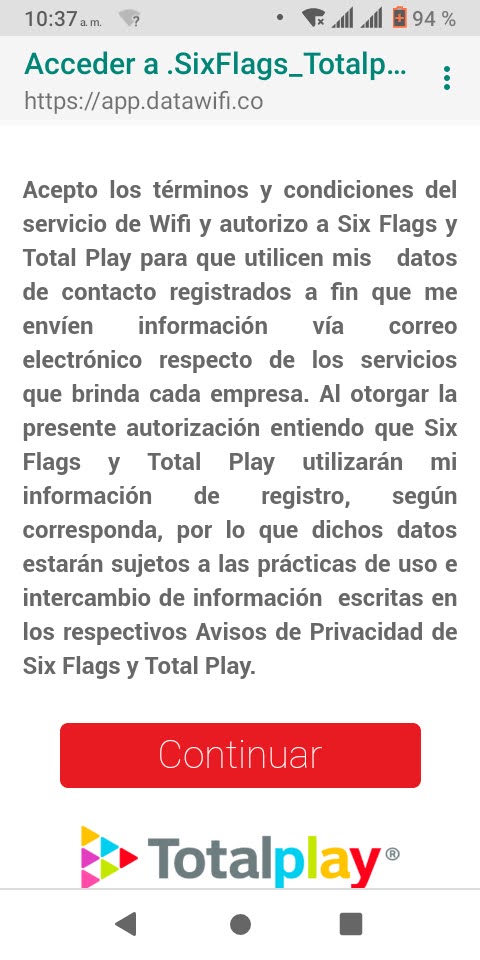 10:37 a. m. ? x 94 %
Acceder a .SixFlags_Totalp...
https://app.datawifi.co
Acepto los términos y condiciones del
servicio de Wifi y autorizo a Six Flags y
Total Play para que utilicen mis datos
de contacto registrados a fin que me
envíen información vía correo
electrónico respecto de los servicios
que brinda cada empresa. Al otorgar la
presente autorización entiendo que Six
Flags y Total Play utilizarán mi
información de registro, según
corresponda, por lo que dichos datos
estarán sujetos a las prácticas de uso e
intercambio de información escritas en
los respectivos Avisos de Privacidad de
Six Flags y Total Play.
Continuar
Totalplay®